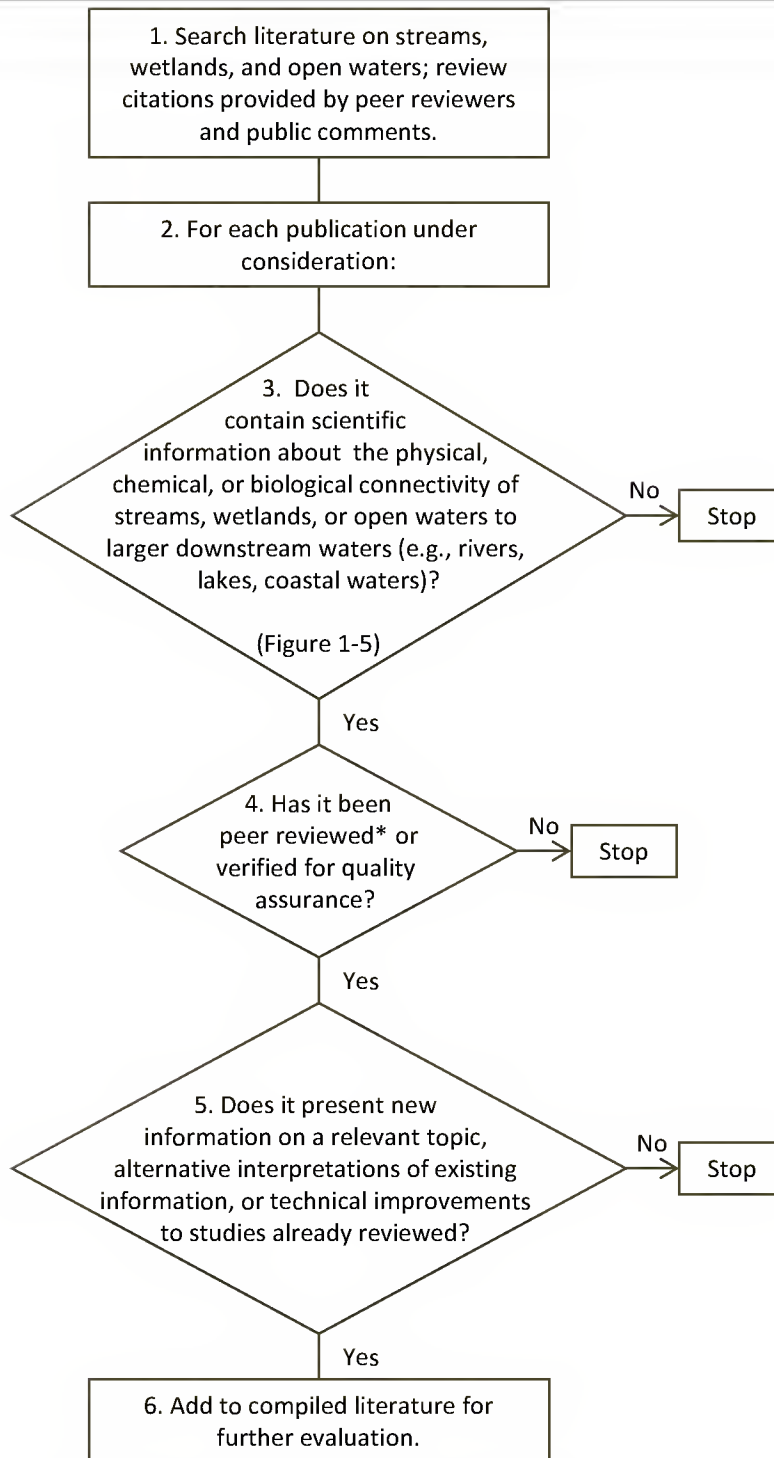 1. Search literature on streams,
wetlands, and open waters; review
citations provided by peer reviewers
and public comments.
2. For each publication under
consideration:
3. Does it
contain scientific
information about the physical,
chemical, or biological connectivity of
streams, wetlands, or open waters to
larger downstream waters (e.g., rivers,
lakes, coastal waters)?
(Figure 1-5)
No
Stop
Yes
4. Has it been
peer reviewed* or
verified for quality
assurance?
No
Stop
Yes
5. Does it present new
information on a relevant topic,
alternative interpretations of existing
information, or technical improvements
to studies already reviewed?
No
Stop
Yes
6. Add to compiled literature for
further evaluation.